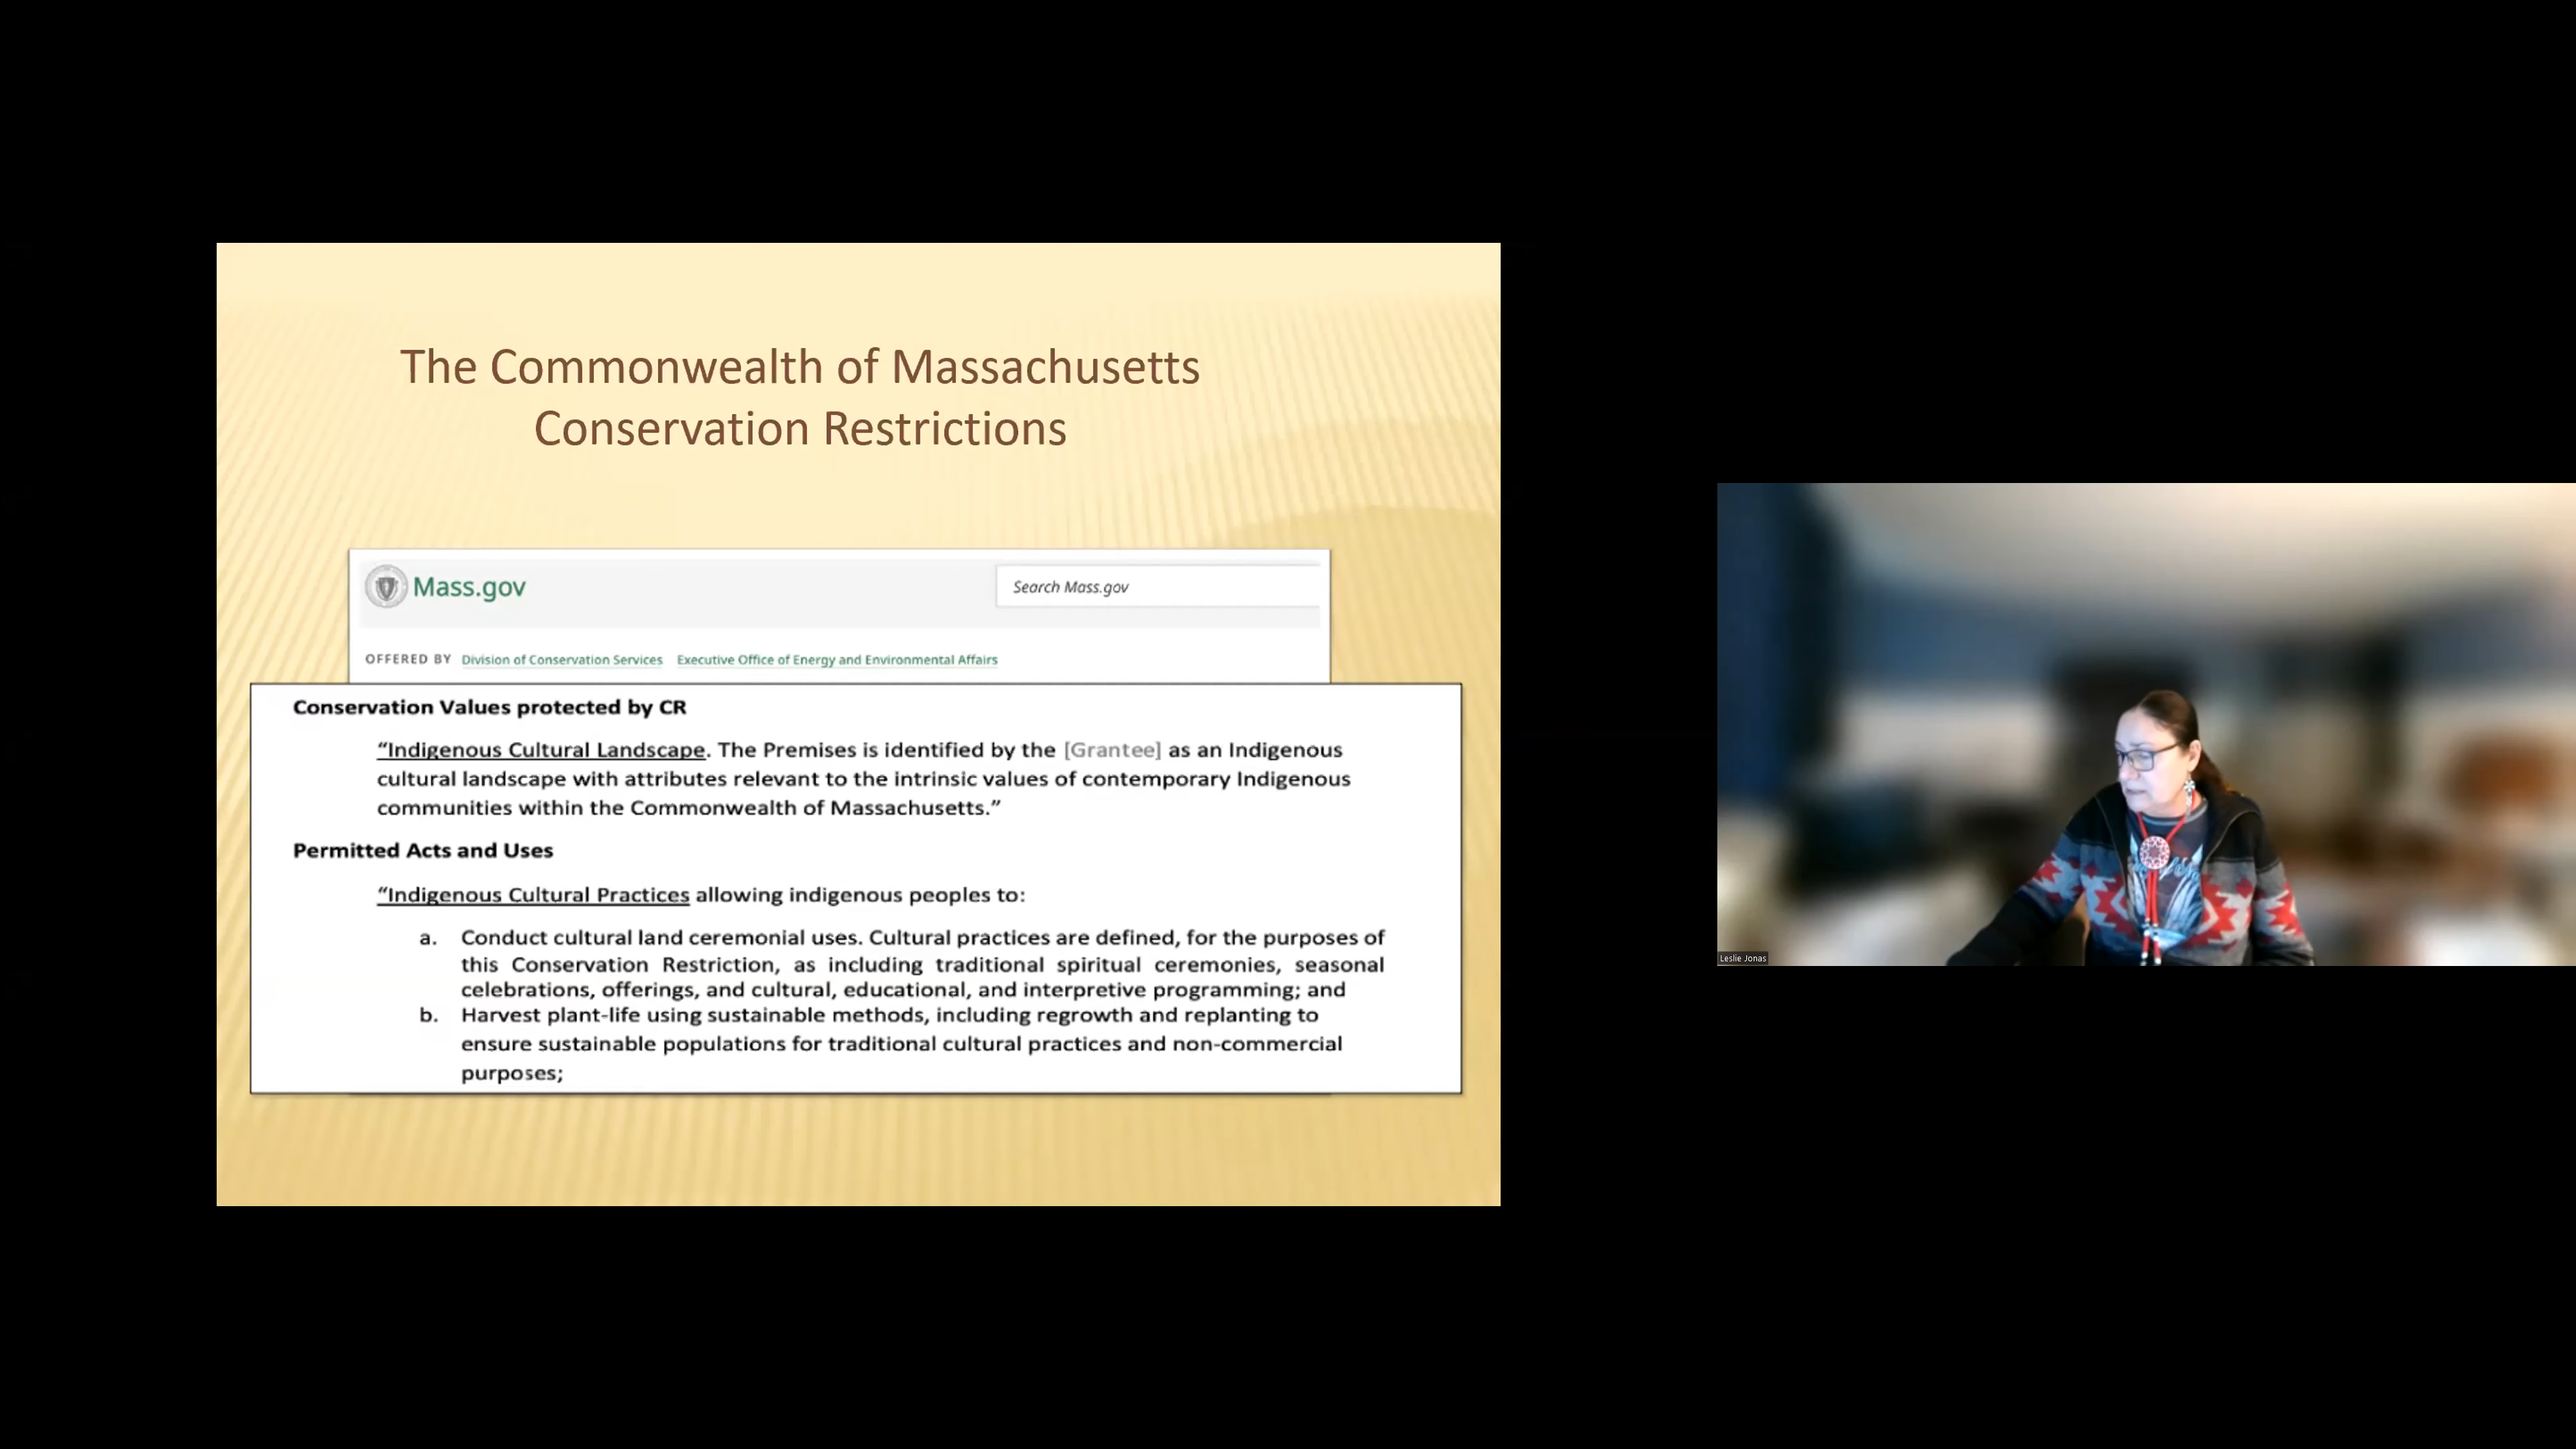 The Commonwealth of Massachusetts
Conservation Restrictions
Mass.gov
Search Mass.gov
OFFERED BY Division of Conservation Services Executive Office of Energy and Environmental Affairs
Conservation Values protected by CR
“Indigenous Cultural Landscape. The Premises is identified by the [Grantee] as an Indigenous
cultural landscape with attributes relevant to the intrinsic values of contemporary Indigenous
communities within the Commonwealth of Massachusetts.”
Permitted Acts and Uses
“Indigenous Cultural Practices allowing indigenous peoples to:
a. Conduct cultural land ceremonial uses. Cultural practices are defined, for the purposes of
this Conservation Restriction, as including traditional spiritual ceremonies, seasonal
celebrations, offerings, and cultural, educational, and interpretive programming; and
b. Harvest plant-life using sustainable methods, including regrowth and replanting to
ensure sustainable populations for traditional cultural practices and non-commercial
purposes;
Leslie Jonas